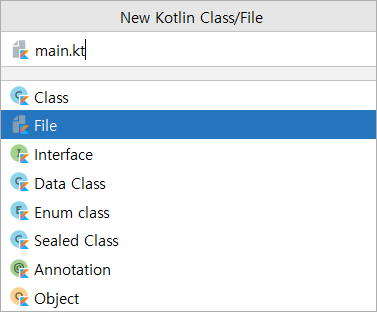 New Kotlin Class/File
main.kt
Class
File
Interface
Data Class
Enum class
Sealed Class
Annotation
Object